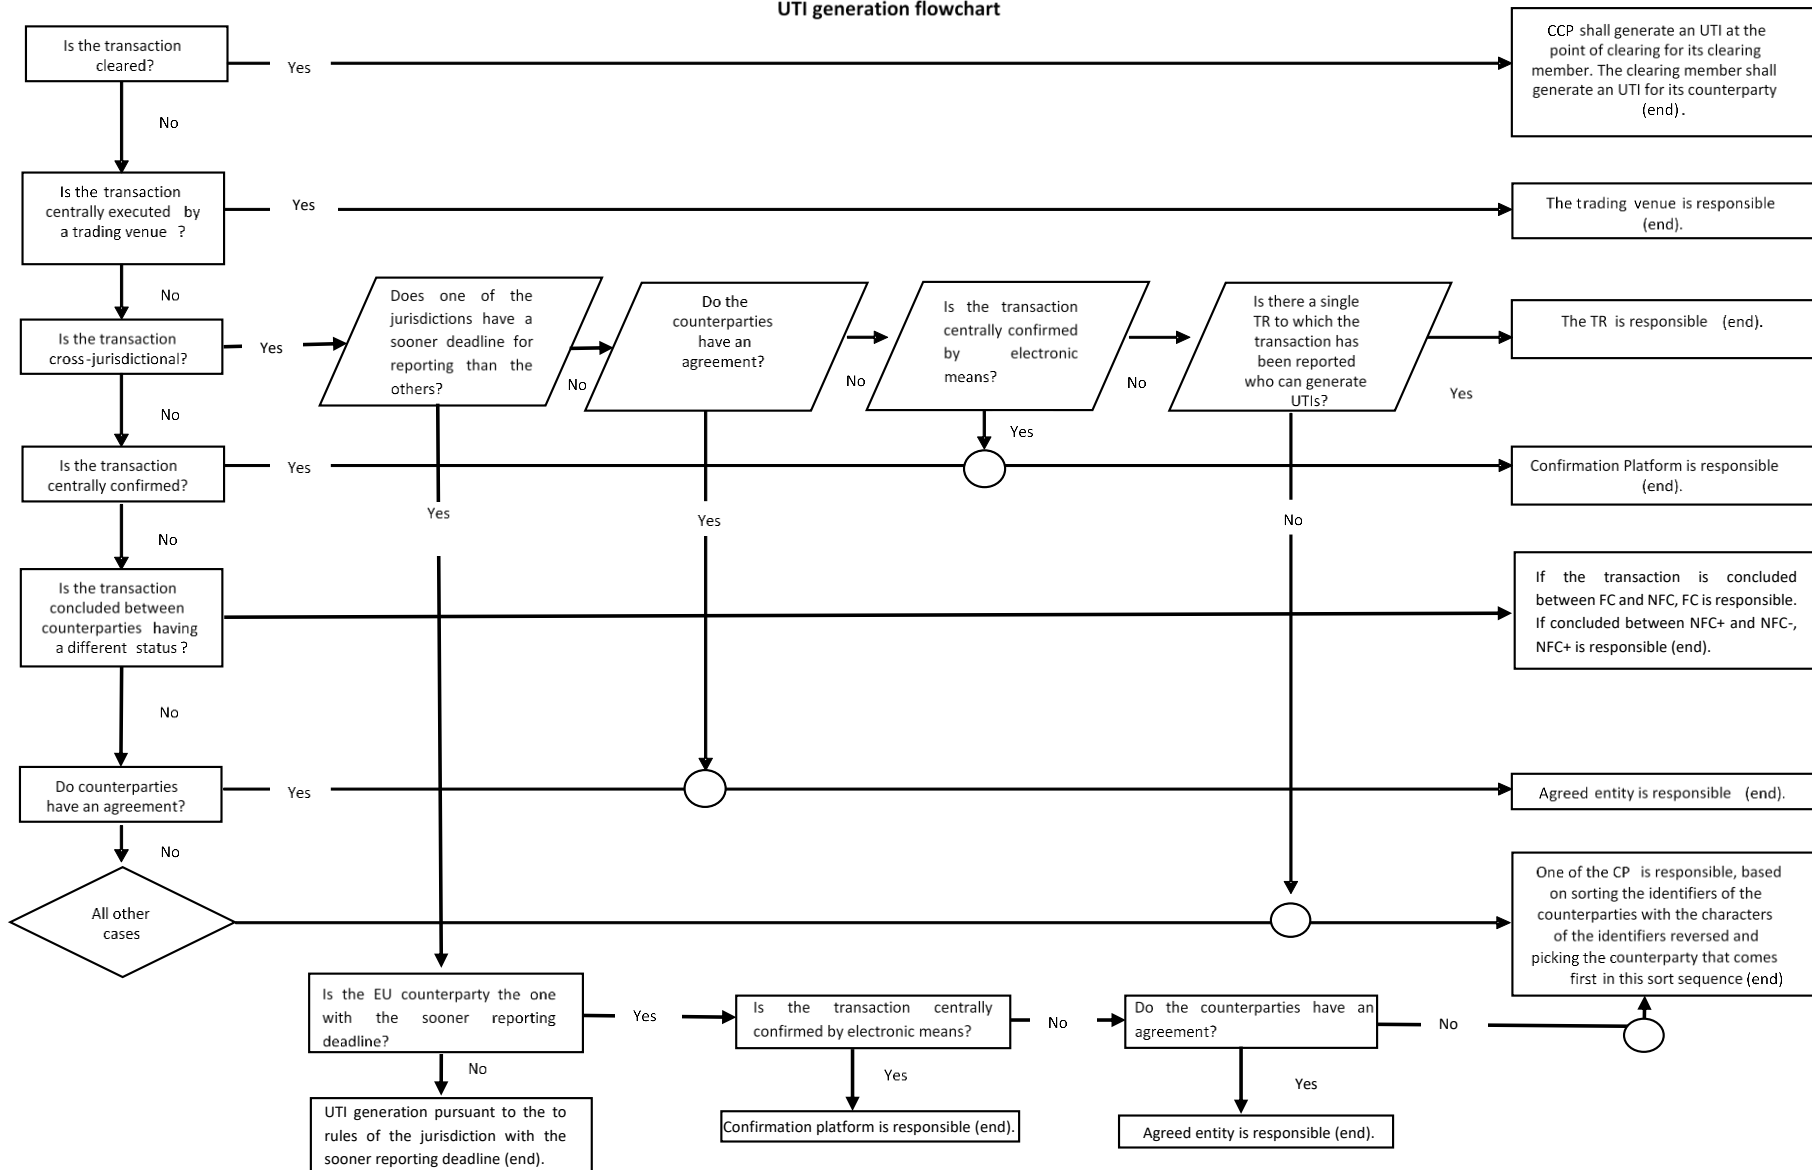 UTI generation flowchart
Is the transaction
cleared?
Yes
CCP shall generate an UTI at the
point of clearing for its clearing
member. The clearing member shall
generate an UTI for its counterparty
(end).
No
Is the transaction
centrally executed by
a trading venue ?
Yes
The trading venue is responsible
(end).
No
Is the transaction
cross-jurisdictional?
Yes
Does one of the
jurisdictions have a
sooner deadline for
reporting than the
others?
No
Do the
counterparties
have an
agreement?
No
Is the transaction
centrally confirmed
by electronic
means?
No
Is there a single
TR to which the
transaction has
been reported
who can generate
UTIs?
Yes
The TR is responsible (end).
No
Yes
Is the transaction
centrally confirmed?
Yes
Confirmation Platform is responsible
(end).
Yes
Yes
No
No
Is the transaction
concluded between
counterparties having
a different status ?
If the transaction is concluded
between FC and NFC, FC is responsible.
If concluded between NFC+ and NFC-,
NFC+ is responsible (end).
No
Do counterparties
have an agreement?
Yes
Agreed entity is responsible (end).
No
All other
cases
One of the CP is responsible, based
on sorting the identifiers of the
counterparties with the characters
of the identifiers reversed and
picking the counterparty that comes
first in this sort sequence (end)
Is the EU counterparty the one
with the sooner reporting
deadline?
Yes
Is the transaction centrally
confirmed by electronic means?
No
Do the counterparties have an
agreement?
No
No
Yes
Yes
UTI generation pursuant to the to
rules of the jurisdiction with the
sooner reporting deadline (end).
Confirmation platform is responsible (end).
Agreed entity is responsible (end).